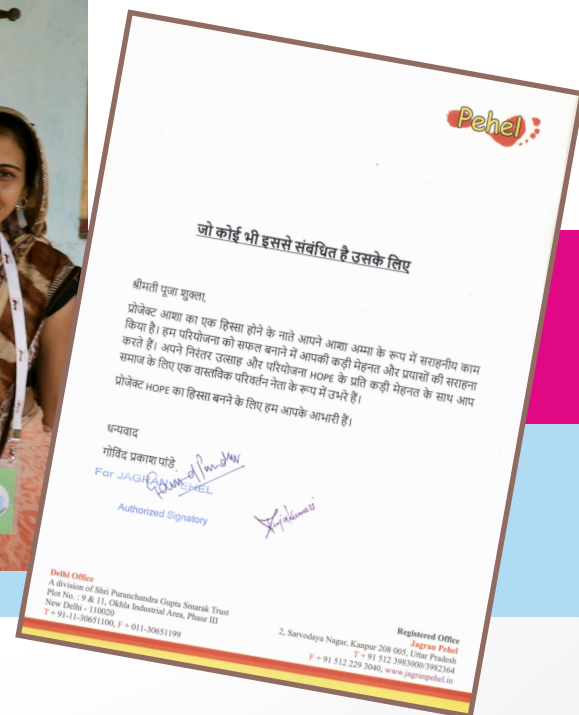 Pehel
जो कोई भी इससे संबंधित है उसके लिए
श्रीमती पूजा शुक्ला,
प्रोजेक्ट आशा का एक हिस्सा होने के नाते आपने आशा अम्मा के रूप में सराहनीय काम
किया है। हम परियोजना को सफल बनाने में आपकी कड़ी मेहनत और प्रयासों की सराहना
करते हैं। अपने निरंतर उत्साह और परियोजना HOPE के प्रति कड़ी मेहनत के साथ आप
समाज के लिए एक वास्तविक परिवर्तन नेता के रूप में उभरे हैं।
प्रोजेक्ट HOPE का हिस्सा बनने के लिए हम आपके आभारी हैं।
धन्यवाद
गोविंद प्रकाश पांडे
For JAGRAN PEHEL
Authorized Signatory
Delhi Office
A division of Shri Puranchandra Gupta Smarak Trust
Plot No. : 9 & 11, Okhla Industrial Area, Phase III
New Delhi - 110020
T + 91-11-30651100, F + 011-30651199
Registered Office
Jagran Pehel
2, Sarvodaya Nagar, Kanpur 208 005, Uttar Pradesh
T + 91 512 3983000/3982364
F + 91 512 229 3040, www.jagranpehel.in